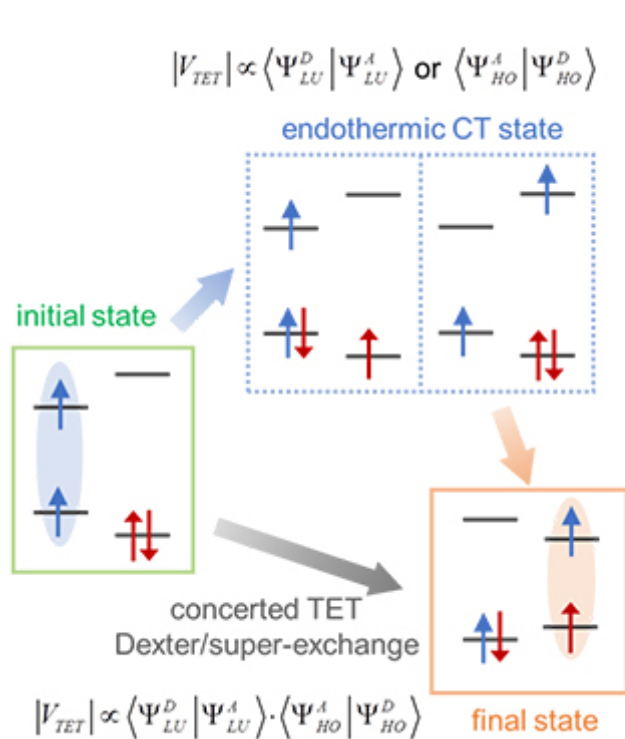 |V_TET| ∝ ⟨Ψ^D_LU|Ψ^A_LU⟩ or ⟨Ψ^A_HO|Ψ^D_HO⟩
endothermic CT state
initial state
concerted TET
Dexter/super-exchange
|V_TET| ∝ ⟨Ψ^D_LU|Ψ^A_LU⟩·⟨Ψ^A_HO|Ψ^D_HO⟩
final state